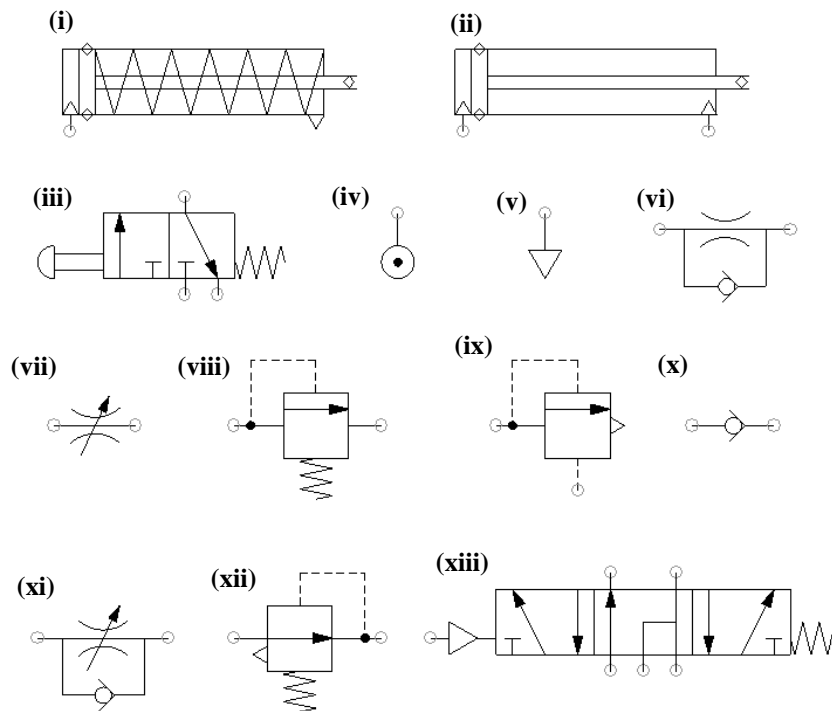 (i)
(ii)
(iii)
(iv)
(v)
(vi)
(vii)
(viii)
(ix)
(x)
(xi)
(xii)
(xiii)